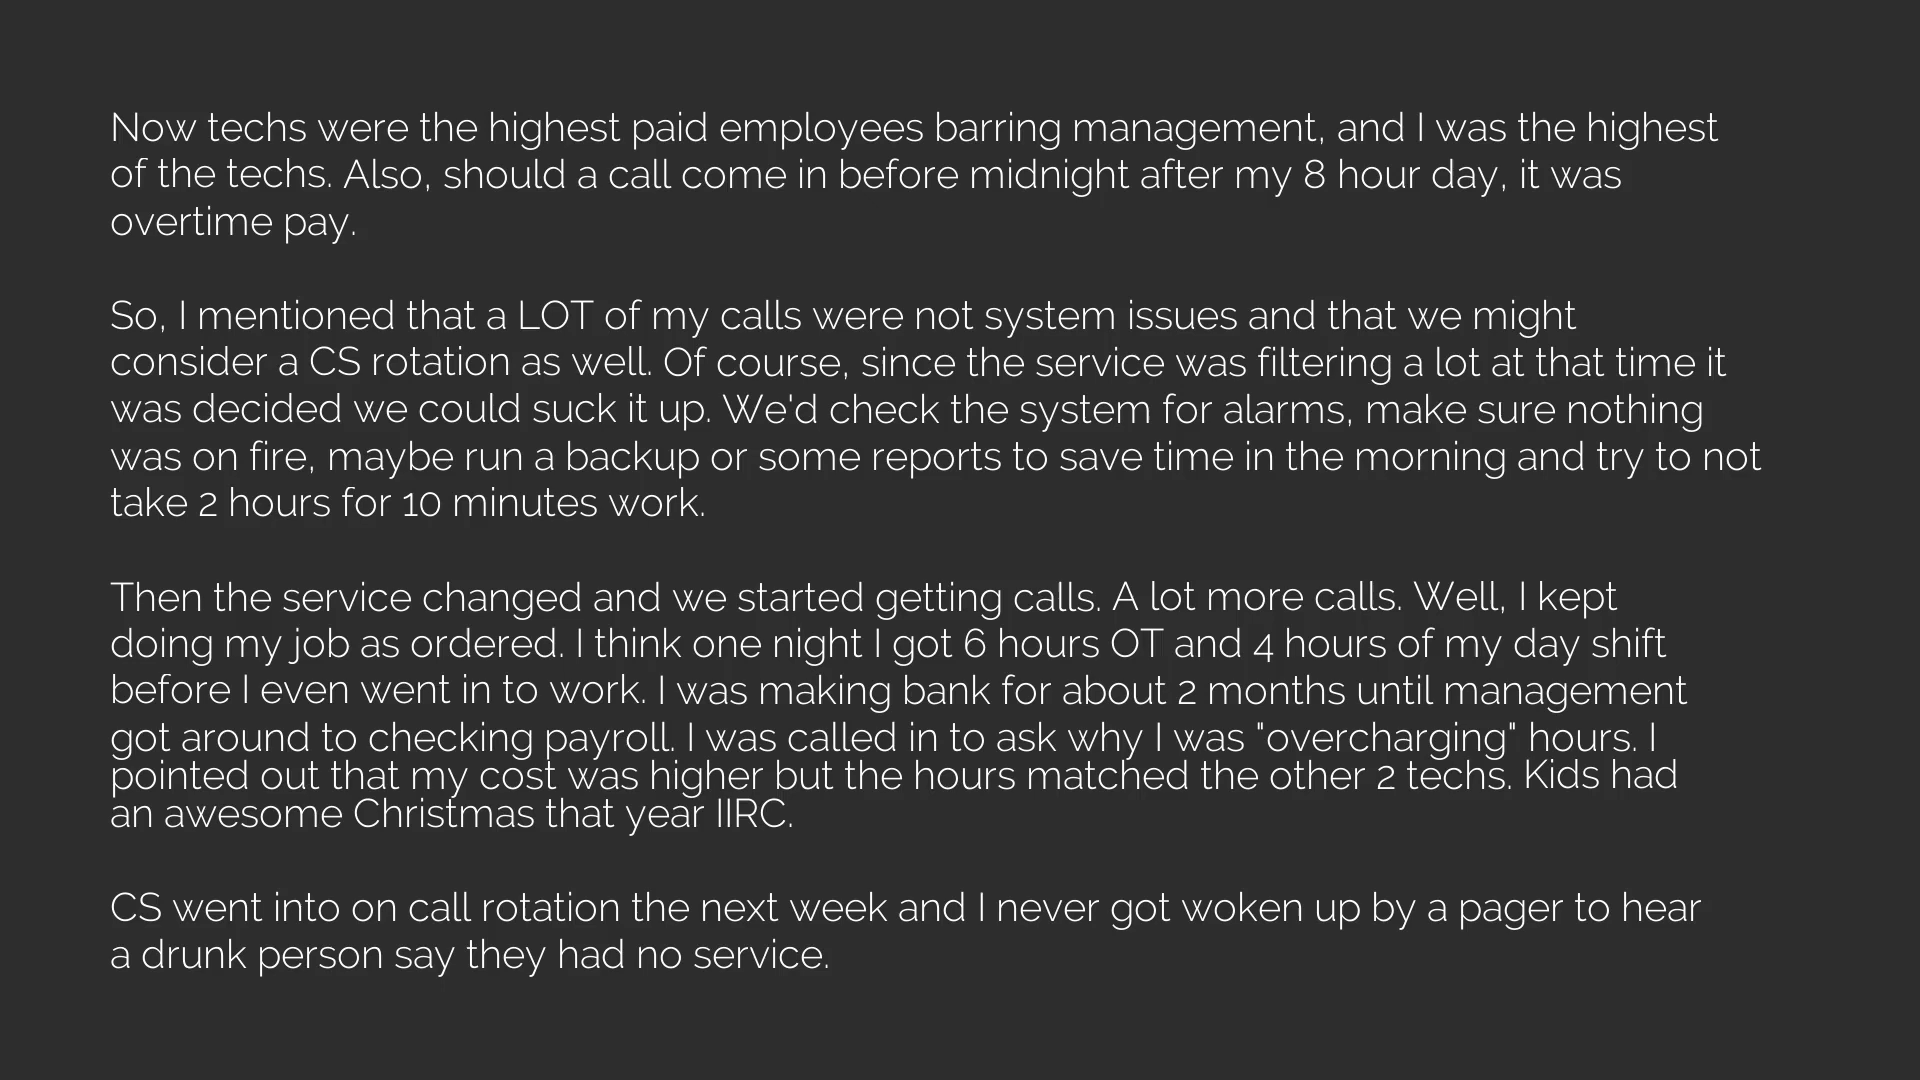 Now techs were the highest paid employees barring management, and I was the highest
of the techs. Also, should a call come in before midnight after my 8 hour day, it was
overtime pay.
So, I mentioned that a LOT of my calls were not system issues and that we might
consider a CS rotation as well. Of course, since the service was filtering a lot at that time it
was decided we could suck it up. We'd check the system for alarms, make sure nothing
was on fire, maybe run a backup or some reports to save time in the morning and try to not
take 2 hours for 10 minutes work.
Then the service changed and we started getting calls. A lot more calls. Well, I kept
doing my job as ordered. I think one night I got 6 hours OT and 4 hours of my day shift
before I even went in to work. I was making bank for about 2 months until management
got around to checking payroll. I was called in to ask why I was "overcharging" hours. I
pointed out that my cost was higher but the hours matched the other 2 techs. Kids had
an awesome Christmas that year IIRC.
CS went into on call rotation the next week and I never got woken up by a pager to hear
a drunk person say they had no service.